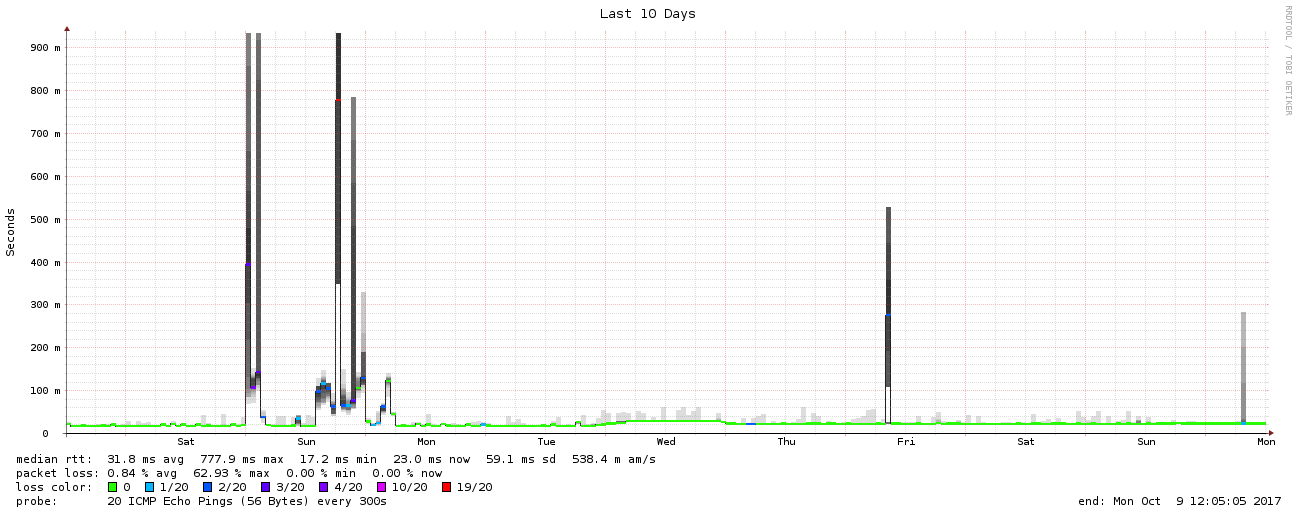 Last 10 Days
RRDTOOL / TOBI OETIKER
Seconds
900 m
800 m
700 m
600 m
500 m
400 m
300 m
200 m
100 m
0
Sat Sun Mon Tue Wed Thu Fri Sat Sun Mon
median rtt: 31.8 ms avg 777.9 ms max 17.2 ms min 23.0 ms now 59.1 ms sd 538.4 m am/s
packet loss: 0.84 % avg 62.93 % max 0.00 % min 0.00 % now
loss color: 0 1/20 2/20 3/20 4/20 10/20 19/20
probe: 20 ICMP Echo Pings (56 Bytes) every 300s end: Mon Oct 9 12:05:05 2017